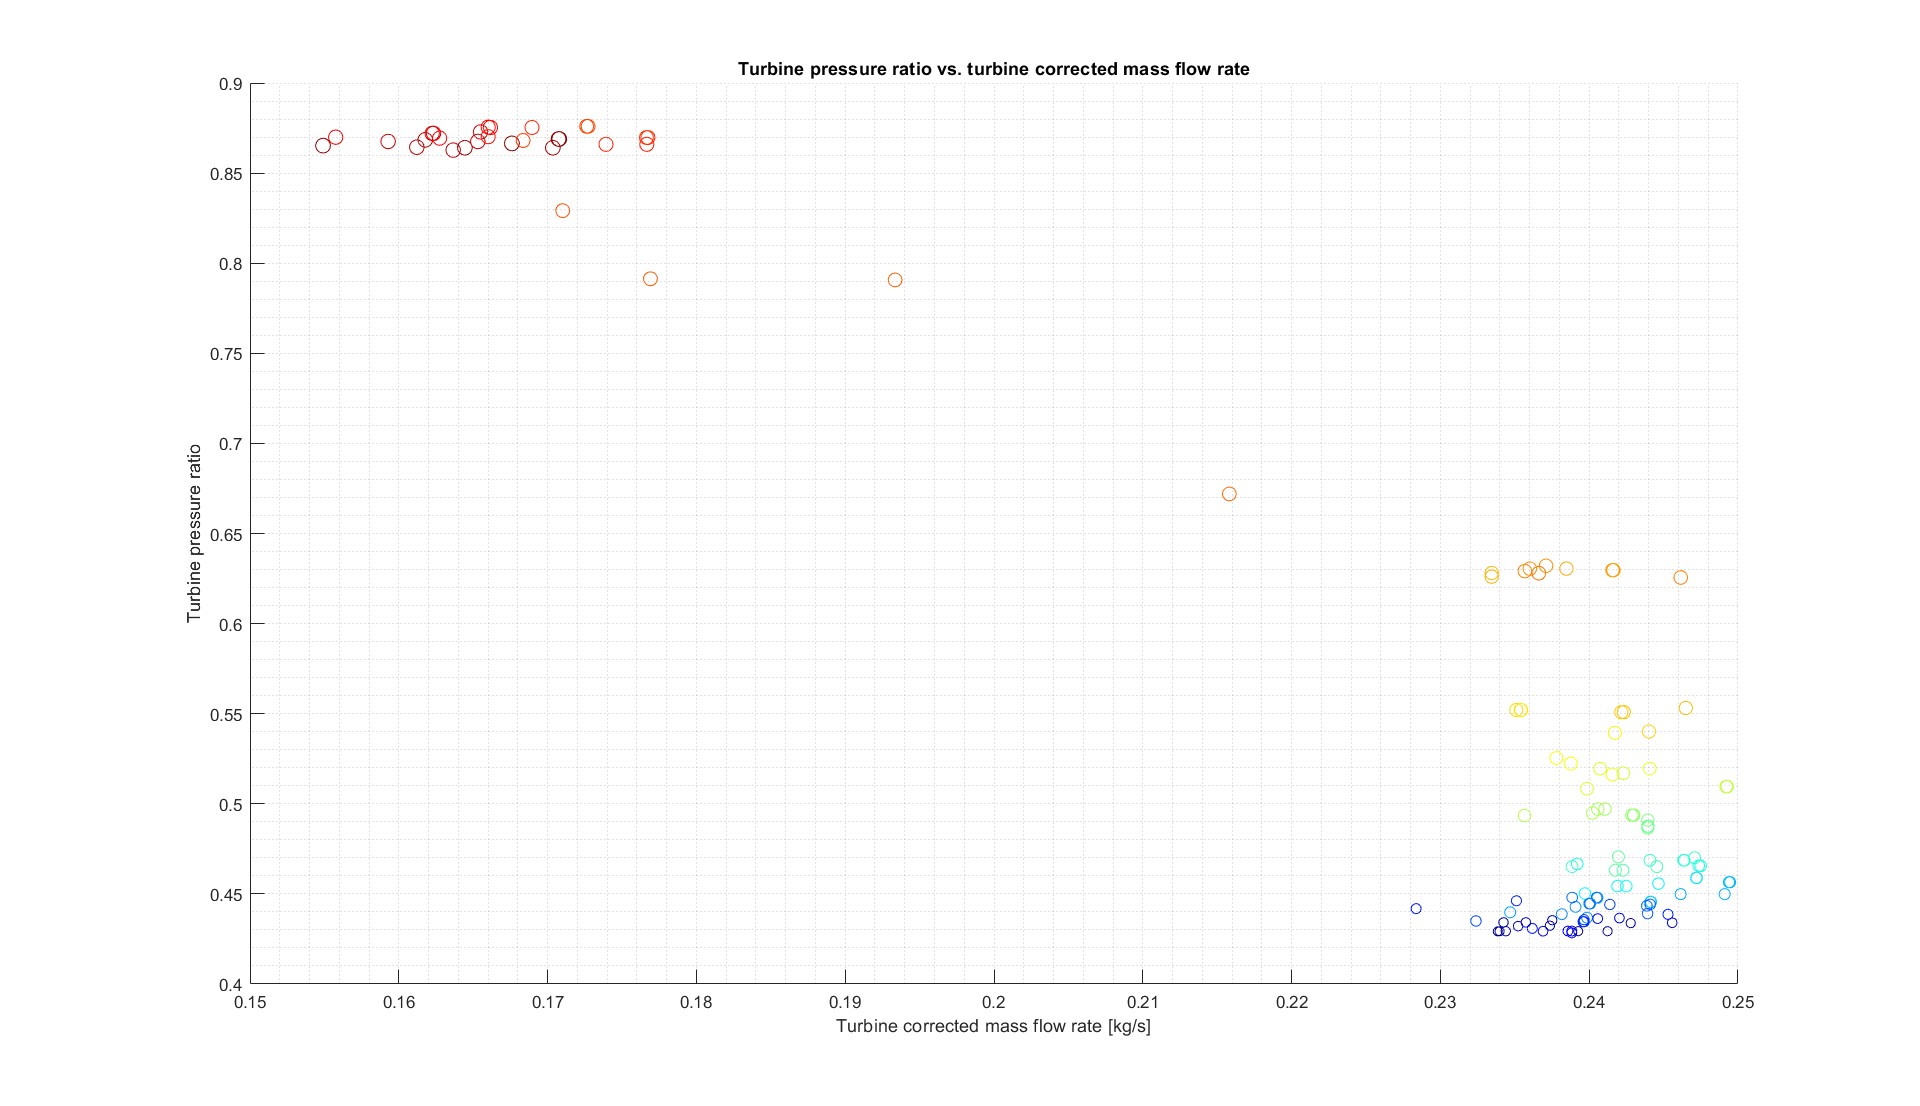 Turbine pressure ratio vs. turbine corrected mass flow rate
0.9
0.85
0.8
0.75
0.7
0.65
0.6
0.55
0.5
0.45
0.4
Turbine pressure ratio
0.15 0.16 0.17 0.18 0.19 0.2 0.21 0.22 0.23 0.24 0.25
Turbine corrected mass flow rate [kg/s]